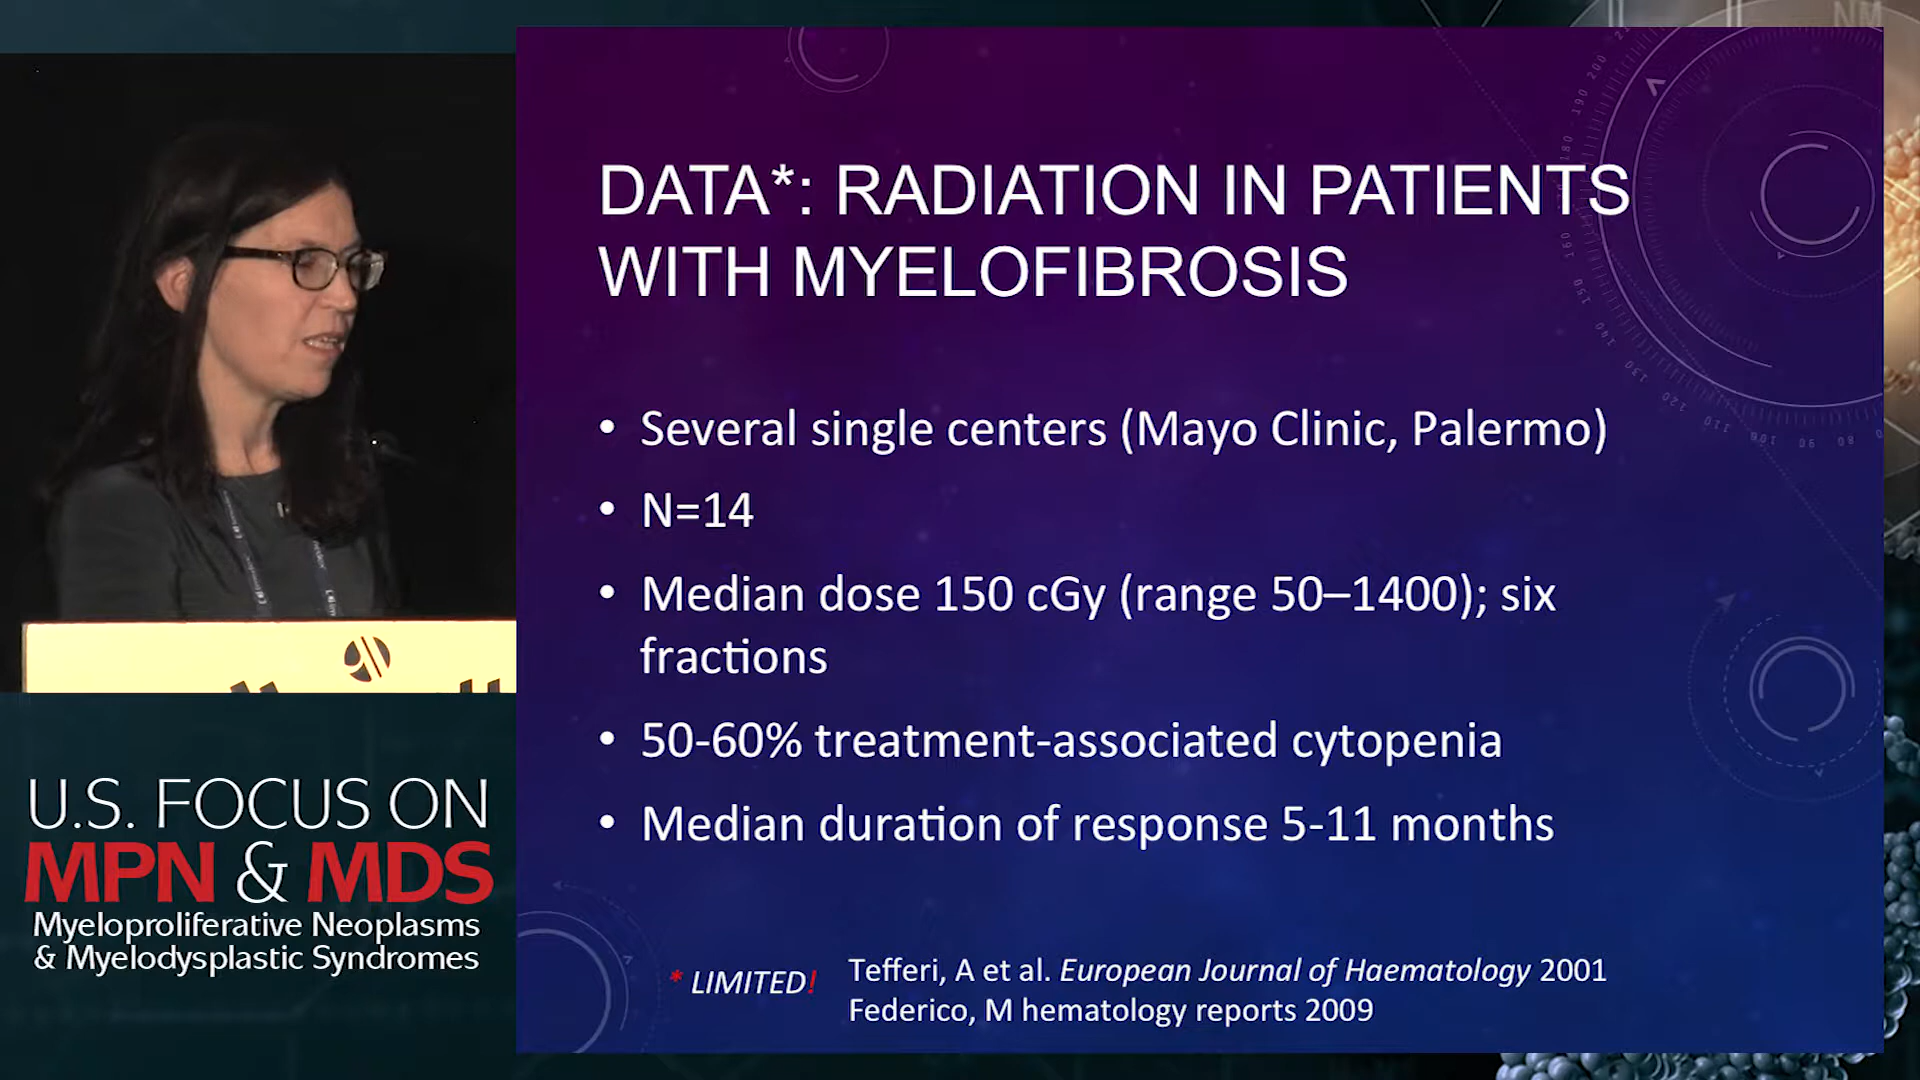 DATA*: RADIATION IN PATIENTS
WITH MYELOFIBROSIS
• Several single centers (Mayo Clinic, Palermo)
• N=14
• Median dose 150 cGy (range 50–1400); six
fractions
• 50-60% treatment-associated cytopenia
• Median duration of response 5-11 months
* LIMITED!
Tefferi, A et al. European Journal of Haematology 2001
Federico, M hematology reports 2009
U.S. FOCUS ON
MPN & MDS
Myeloproliferative Neoplasms
& Myelodysplastic Syndromes
NM